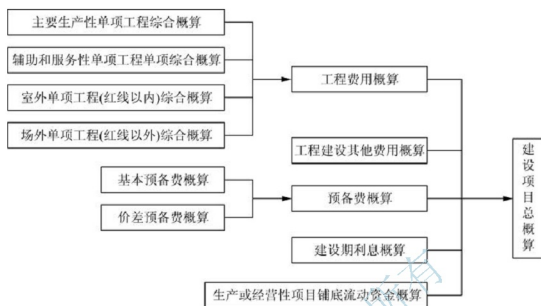 主要生产性单项工程综合概算
辅助和服务性单项工程单项综合概算
室外单项工程(红线以内)综合概算
场外单项工程(红线以外)综合概算
工程费用概算
工程建设其他费用概算
基本预备费概算
价差预备费概算
预备费概算
建设期利息概算
生产或经营性项目铺底流动资金概算
建设项目总概算
所有